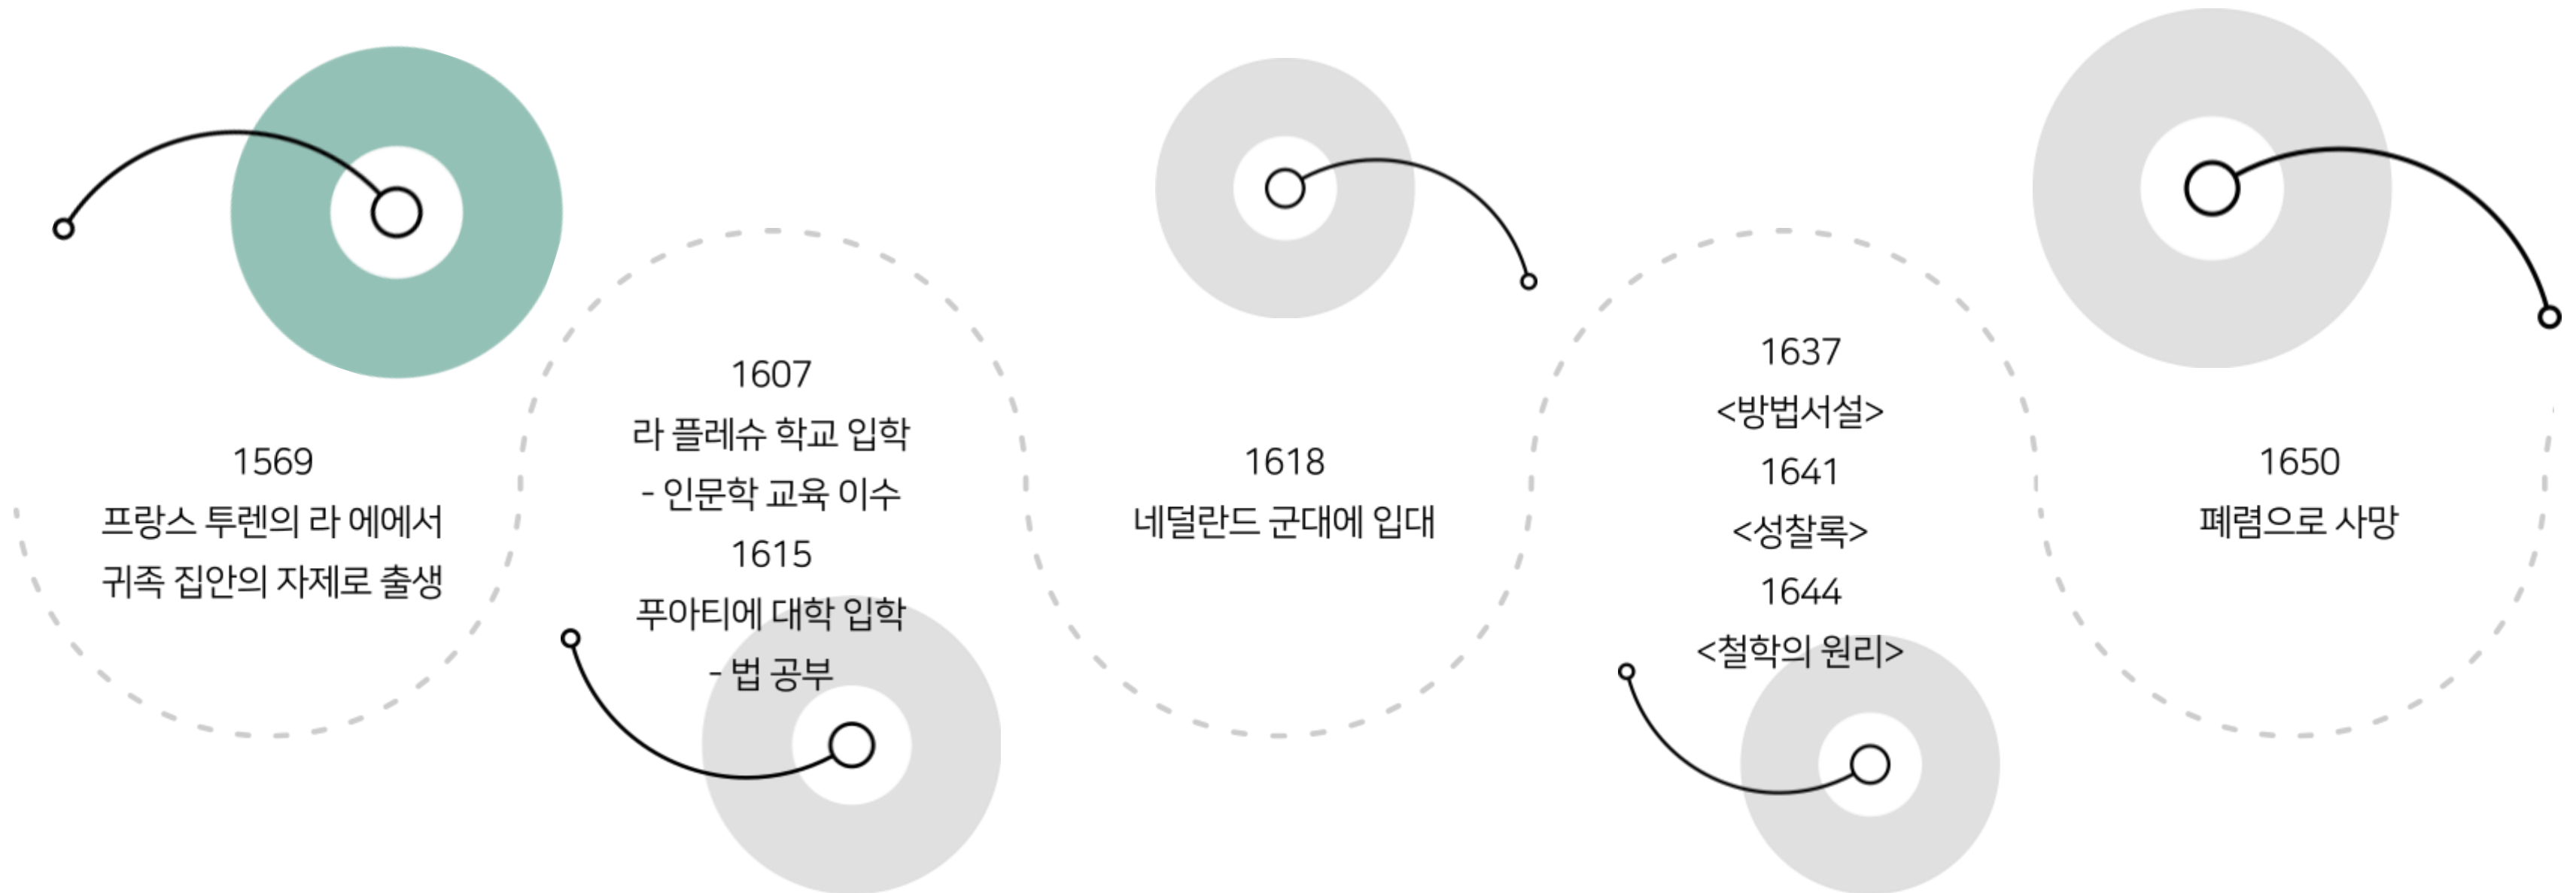 1569
프랑스 투렌의 라 에에서
귀족 집안의 자제로 출생
1607
라 플레슈 학교 입학
- 인문학 교육 이수
1615
푸아티에 대학 입학
- 법 공부
1618
네덜란드 군대에 입대
1637
<방법서설>
1641
<성찰록>
1644
<철학의 원리>
1650
폐렴으로 사망